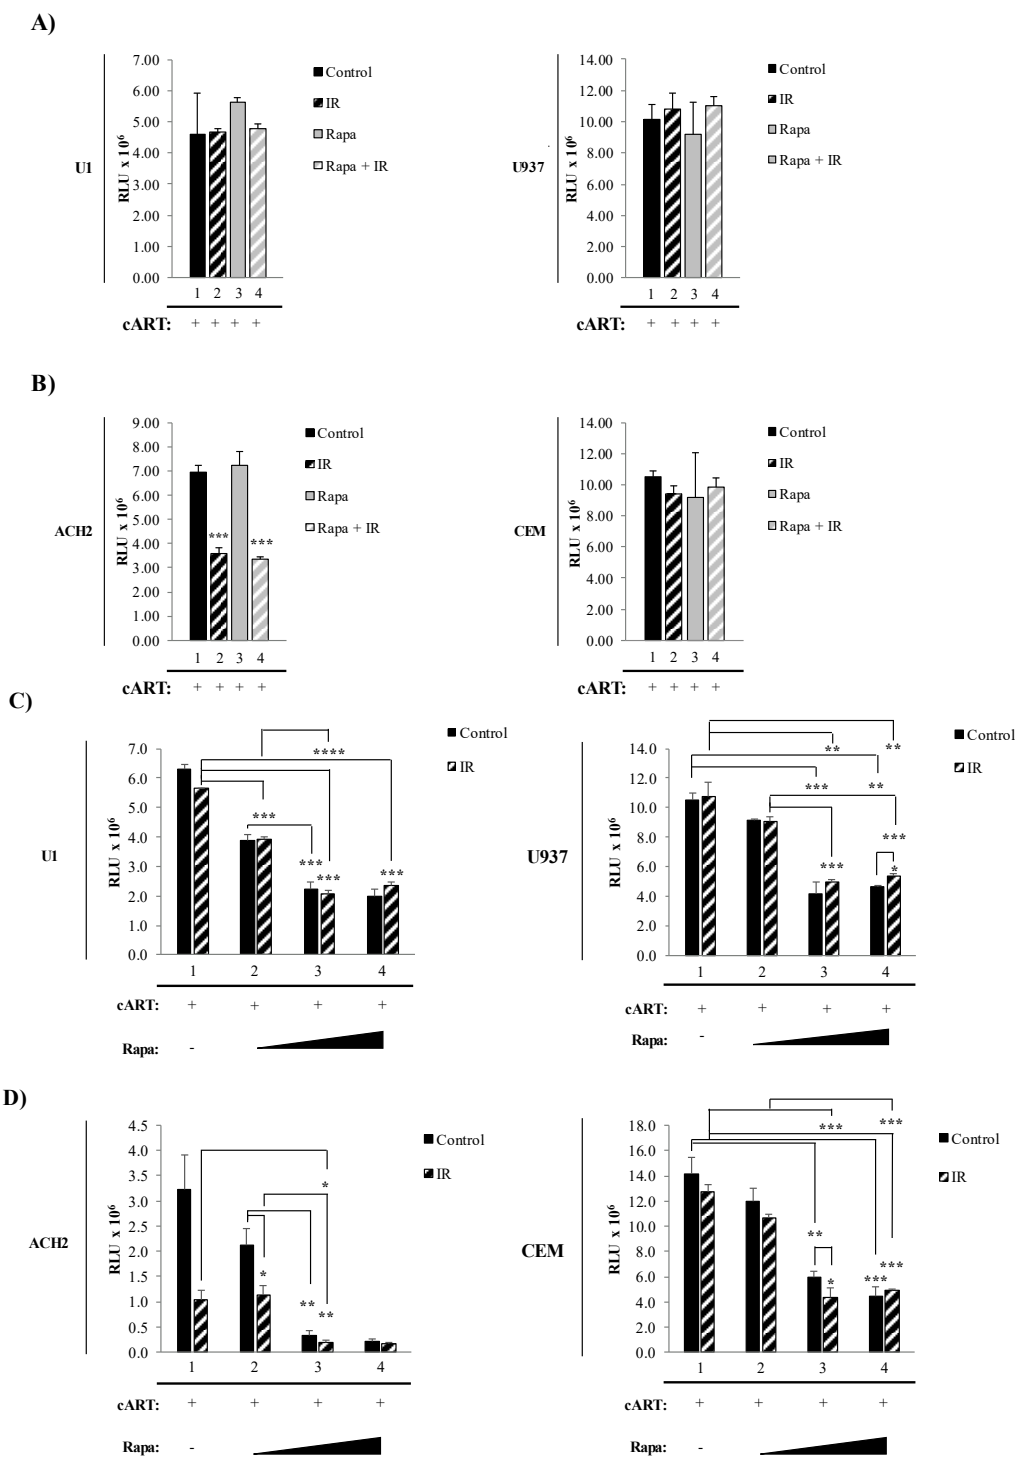 A)
U1
RLU x 10⁶
7.00
6.00
5.00
4.00
3.00
2.00
1.00
0.00
1 2 3 4
cART: + + + +
Control
IR
Rapa
Rapa + IR
U937
RLU x 10⁶
14.00
12.00
10.00
8.00
6.00
4.00
2.00
0.00
1 2 3 4
cART: + + + +
Control
IR
Rapa
Rapa + IR
B)
ACH2
RLU x 10⁶
9.00
8.00
7.00
6.00
5.00
4.00
3.00
2.00
1.00
0.00
*** ***
1 2 3 4
cART: + + + +
Control
IR
Rapa
Rapa + IR
CEM
RLU x 10⁶
14.00
12.00
10.00
8.00
6.00
4.00
2.00
0.00
1 2 3 4
cART: + + + +
Control
IR
Rapa
Rapa + IR
C)
U1
RLU x 10⁶
7.0
6.0
5.0
4.0
3.0
2.0
1.0
0.0
****
***
*** *** ***
1 2 3 4
cART: + + + +
Rapa: -
Control
IR
U937
RLU x 10⁶
14.0
12.0
10.0
8.0
6.0
4.0
2.0
0.0
** **
*** **
***
*** *
1 2 3 4
cART: + + + +
Rapa: -
Control
IR
D)
ACH2
RLU x 10⁶
4.5
4.0
3.5
3.0
2.5
2.0
1.5
1.0
0.5
0.0
*
*
** **
1 2 3 4
cART: + + + +
Rapa: -
Control
IR
CEM
RLU x 10⁶
18.0
16.0
14.0
12.0
10.0
8.0
6.0
4.0
2.0
0.0
*** ***
**
* *** ***
1 2 3 4
cART: + + + +
Rapa: -
Control
IR